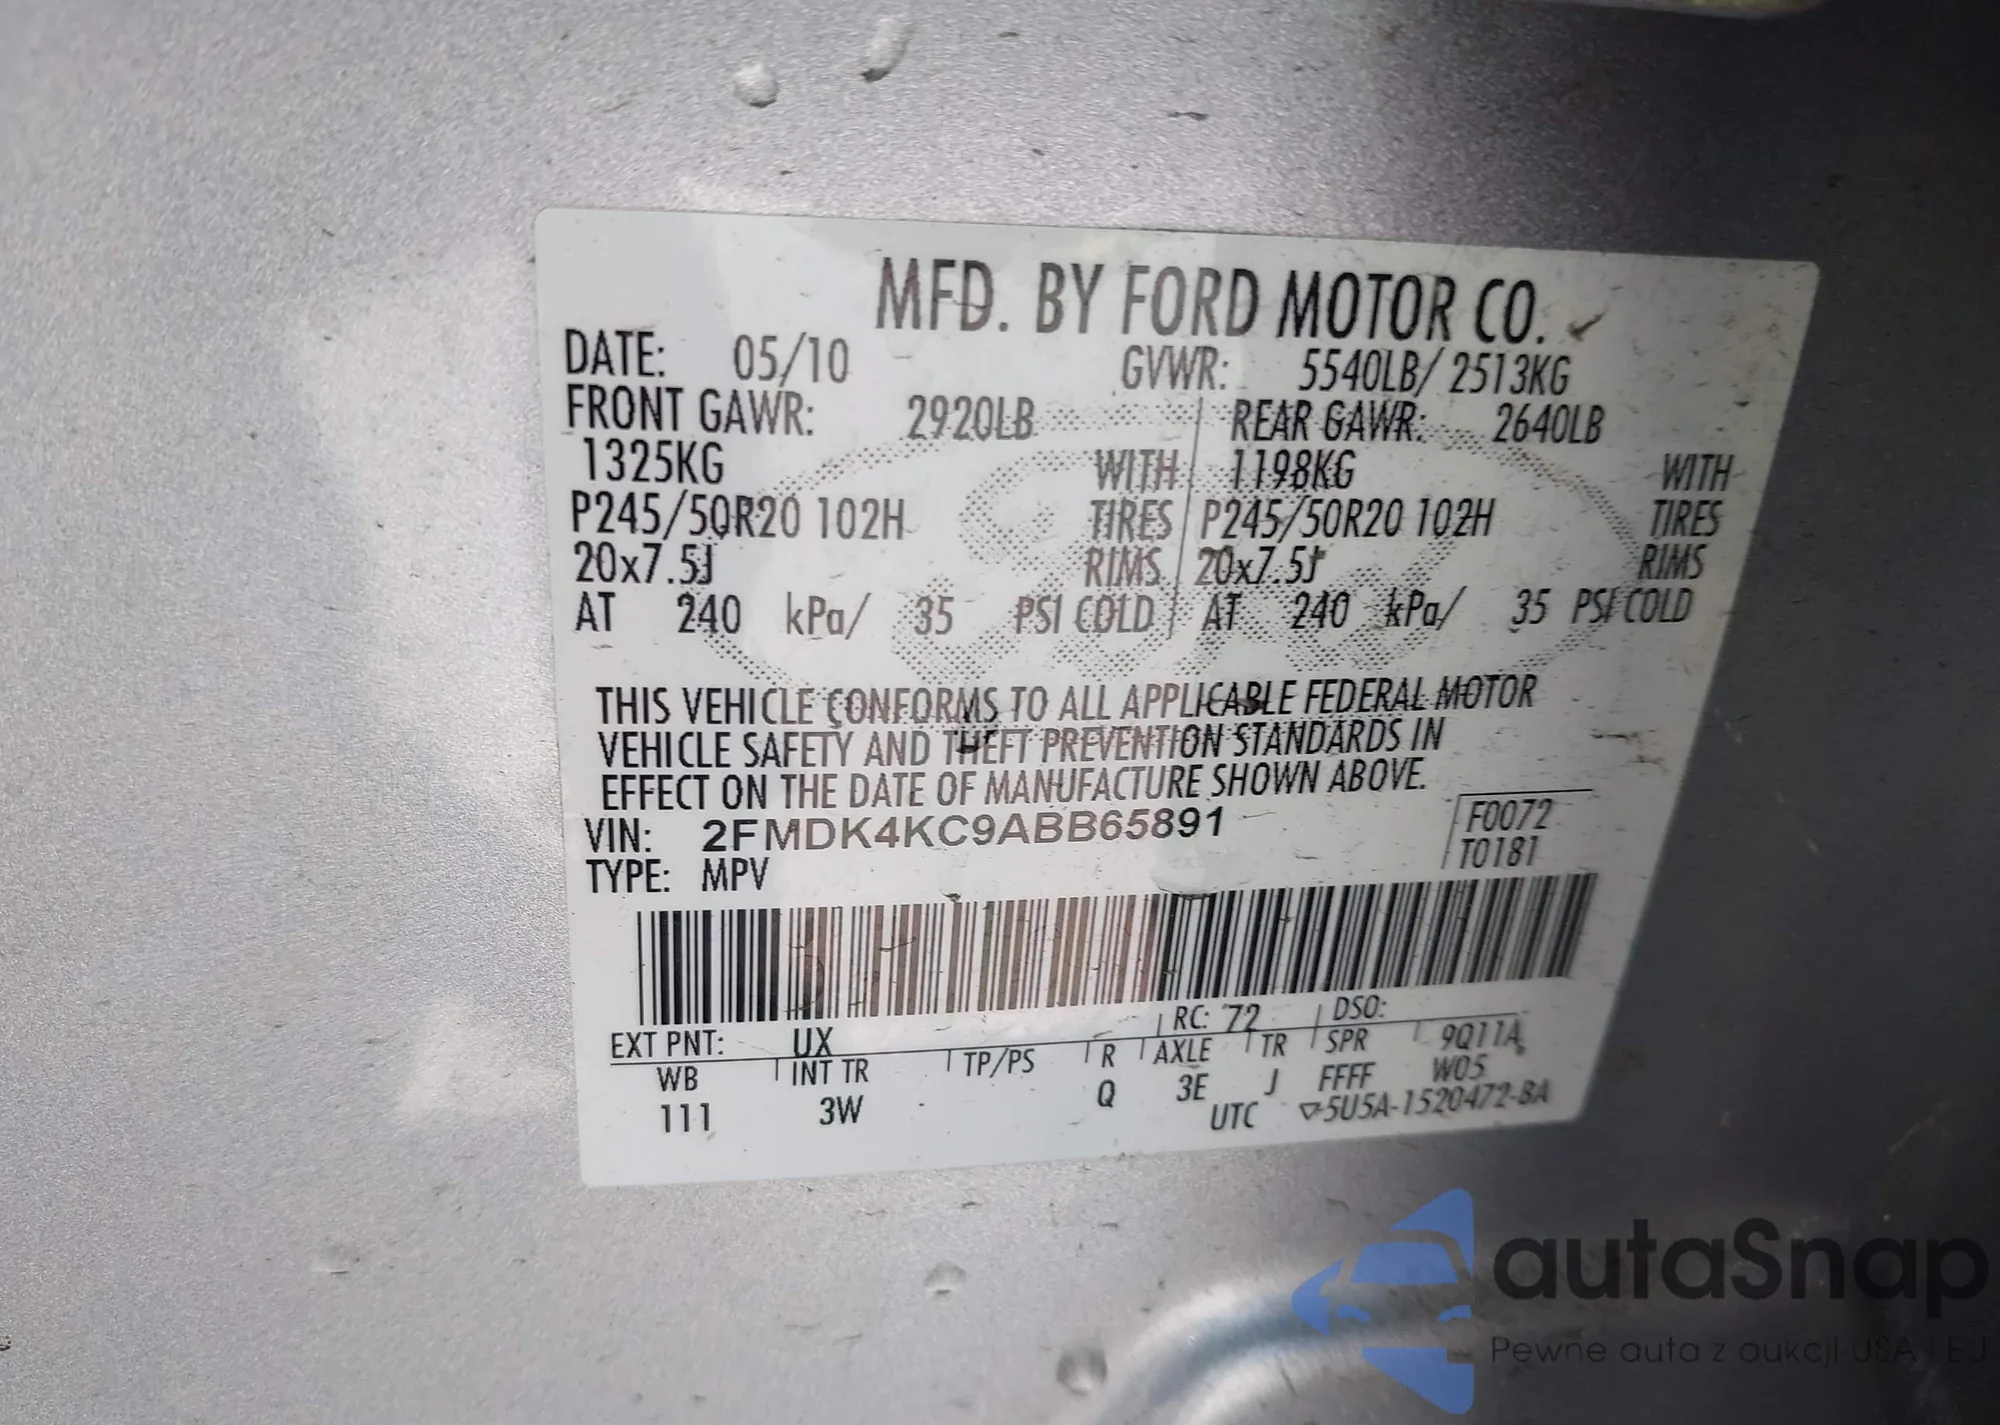 MFD. BY FORD MOTOR CO.
DATE: 05/10 GVWR: 5540LB/ 2513KG
FRONT GAWR: 2920LB REAR GAWR: 2640LB
1325KG WITH 1198KG WITH
P245/50R20 102H TIRES P245/50R20 102H TIRES
20x7.5J RIMS 20x7.5J RIMS
AT 240 kPa/ 35 PSI COLD AT 240 kPa/ 35 PSI COLD
THIS VEHICLE CONFORMS TO ALL APPLICABLE FEDERAL MOTOR
VEHICLE SAFETY AND THEFT PREVENTION STANDARDS IN
EFFECT ON THE DATE OF MANUFACTURE SHOWN ABOVE.
VIN: 2FMDK4KC9ABB65891 F0072
TYPE: MPV T0181
EXT PNT: UX RC: 72 DSO:
WB INT TR TP/PS R AXLE TR SPR 9Q11A
111 3W Q 3E J FFFF W05
UTC ▽5U5A-1520472-BA
autaSnap
Pewne auta z aukcji USA i EU